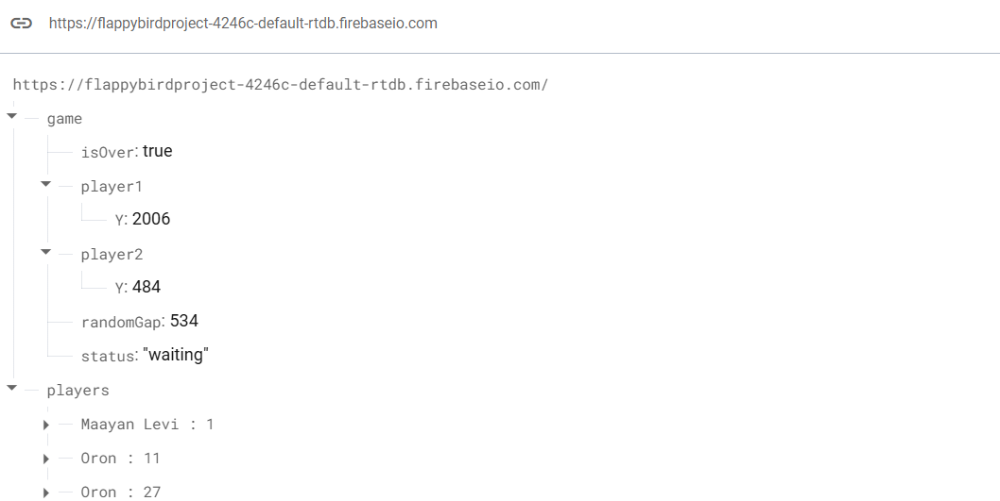 https://flappybirdproject-4246c-default-rtdb.firebaseio.com
https://flappybirdproject-4246c-default-rtdb.firebaseio.com/
game
isOver: true
player1
Y: 2006
player2
Y: 484
randomGap: 534
status: "waiting"
players
Maayan Levi : 1
Oron : 11
Oron : 27